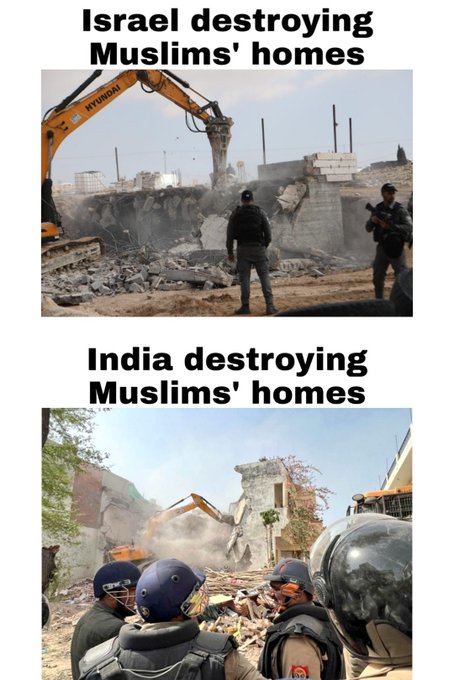 Israel destroying
Muslims' homes
HYUNDAI
India destroying
Muslims' homes